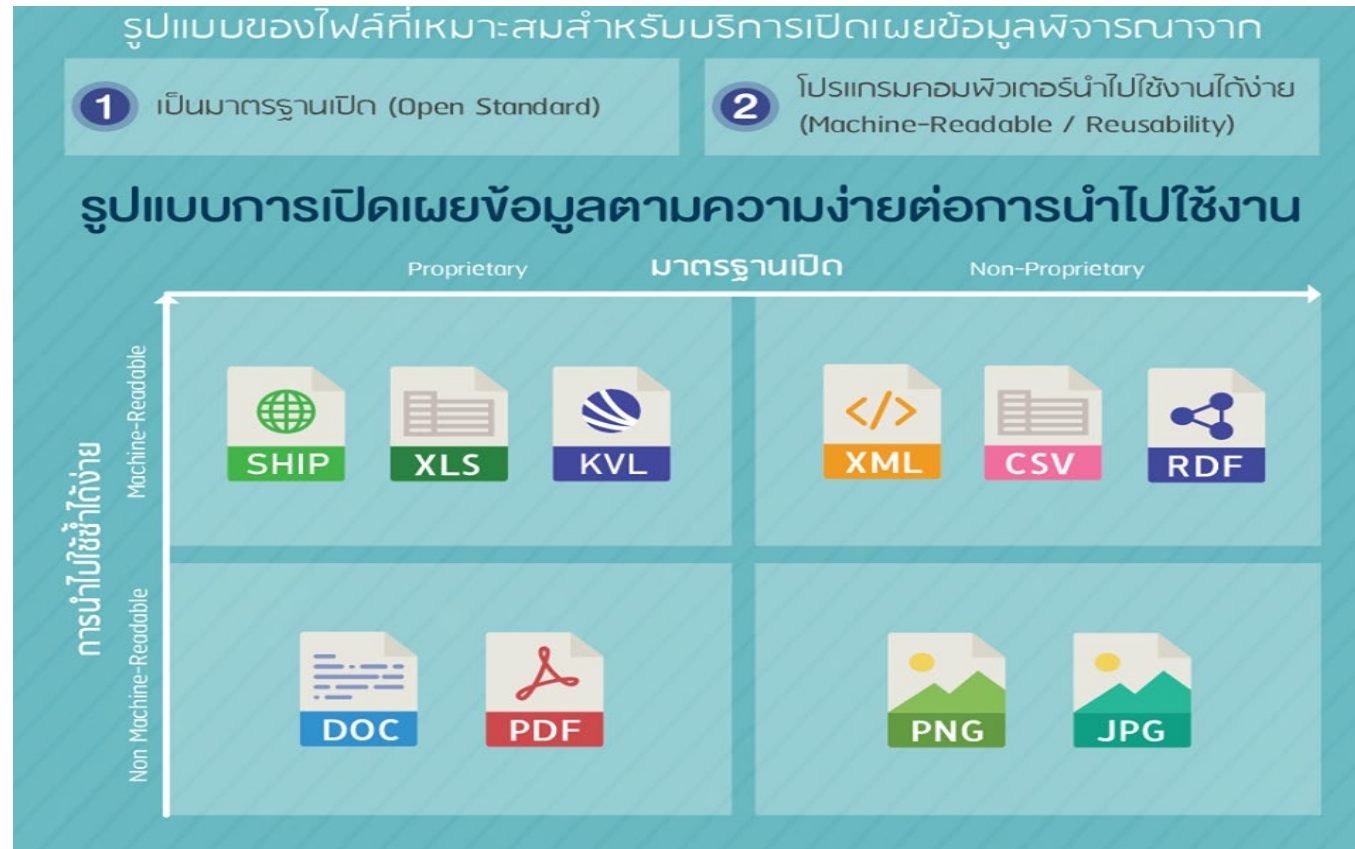 รูปแบบของไฟล์ที่เหมาะสมสำหรับบริการเปิดเผยข้อมูลพิจารณาจาก
1 เป็นมาตรฐานเปิด (Open Standard)
2 โปรแกรมคอมพิวเตอร์นำไปใช้งานได้ง่าย
(Machine-Readable / Reusability)
รูปแบบการเปิดเผยข้อมูลตามความง่ายต่อการนำไปใช้งาน
Proprietary มาตรฐานเปิด Non-Proprietary
การนำไปใช้ซ้ำได้ง่าย
Machine-Readable
SHIP XLS KVL
</> XML CSV RDF
Non Machine-Readable
DOC PDF
PNG JPG